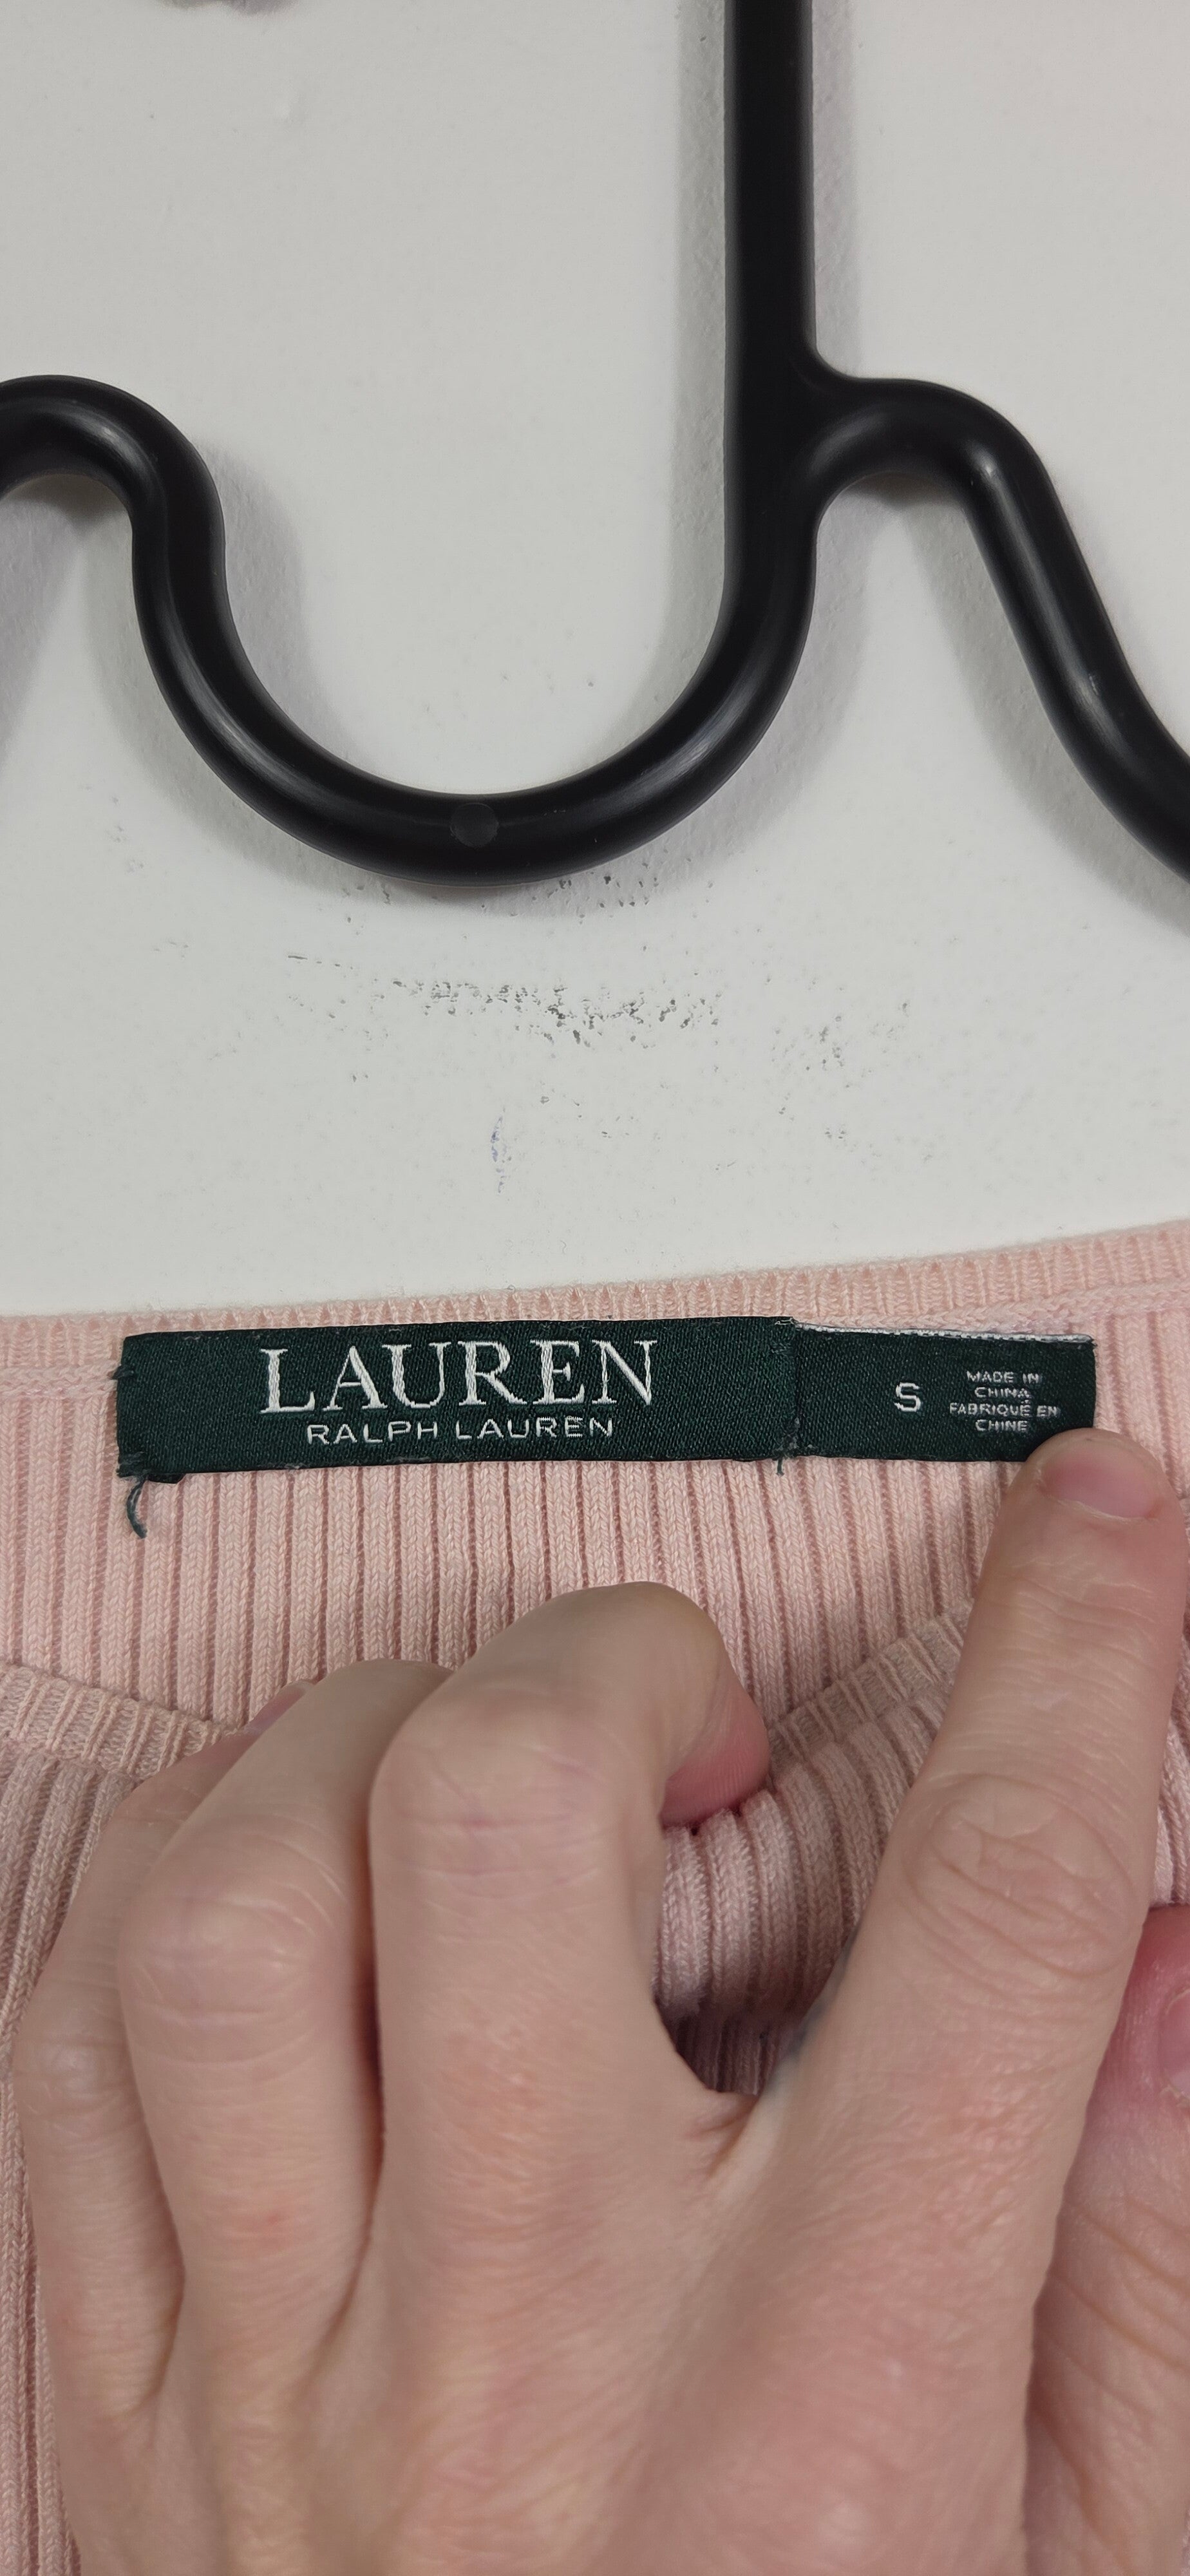 LAUREN
RALPH LAUREN
S
MADE IN
CHINA
FABRIQUÉ EN
CHINE